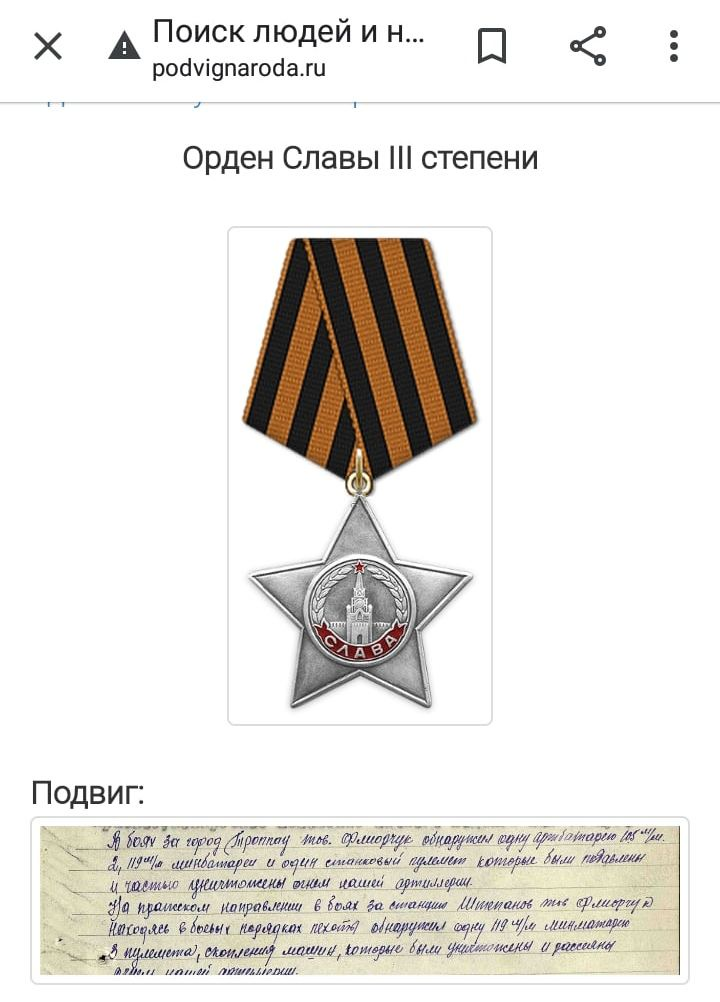 Поиск людей и н...
podvignaroda.ru
Орден Славы III степени
СЛАВА
Подвиг:
В боях за город Троппау тов. Флиорчук обнаружил одну артбатарею 105 м/м.
2, 119 м/м минбатареи и один станковый пулемет которые были подавлены
и частью уничтожены огнем нашей артиллерии.
На пражском направлении в боях за станцию Штепанов тов Флиорчук
находясь в боевых порядках пехоты обнаружил одну 119 м/м минматарю
3 пулемета, скопления машин, которые были уничтожены и рассеяны
огнем нашей артиллерии.